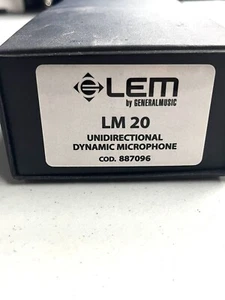 LEM
by GENERALMUSIC
LM 20
UNIDIRECTIONAL
DYNAMIC MICROPHONE
COD. 887096